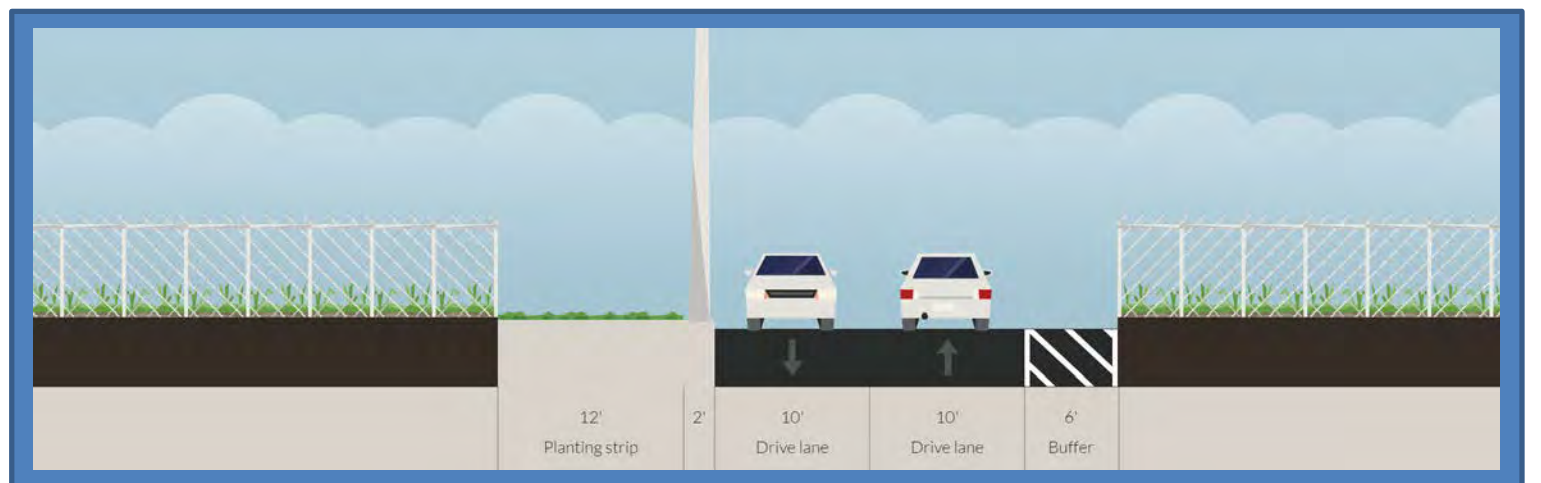 12'
Planting strip
2'
10'
Drive lane
10'
Drive lane
6'
Buffer